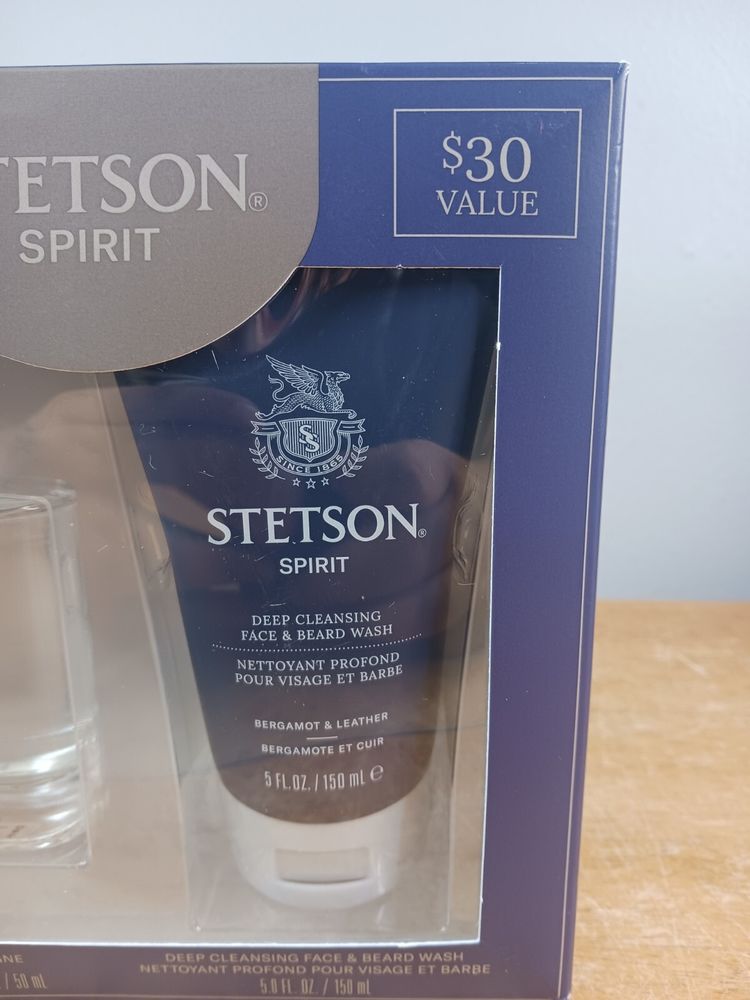 TETSON®
SPIRIT
$30
VALUE
SS
SINCE 1865
STETSON®
SPIRIT
DEEP CLEANSING
FACE & BEARD WASH
NETTOYANT PROFOND
POUR VISAGE ET BARBE
BERGAMOT & LEATHER
BERGAMOTE ET CUIR
5 FL.OZ. / 150 mL ℮
GNE
/ 50 mL
DEEP CLEANSING FACE & BEARD WASH
NETTOYANT PROFOND POUR VISAGE ET BARBE
5.0 FL. OZ. / 150 mL